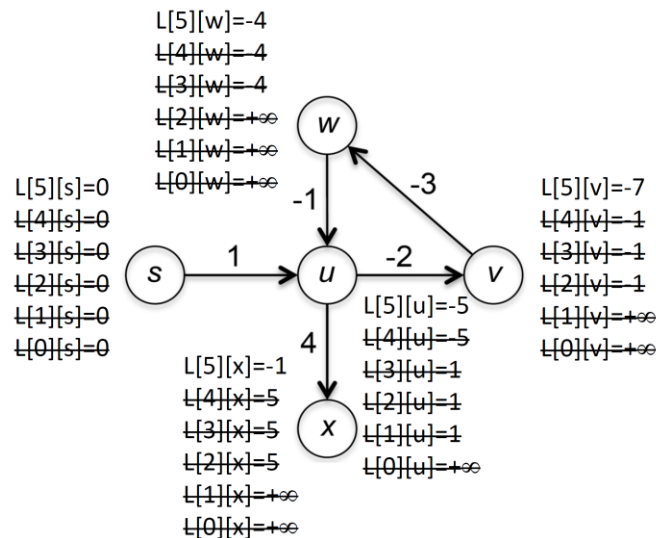 L[5][w]=-4
L[4][w]=-4
L[3][w]=-4
L[2][w]=+∞
L[1][w]=+∞
L[0][w]=+∞
w
-1
-3
L[5][s]=0
L[4][s]=0
L[3][s]=0
L[2][s]=0
L[1][s]=0
L[0][s]=0
s
1
u
-2
v
L[5][v]=-7
L[4][v]=-1
L[3][v]=-1
L[2][v]=-1
L[1][v]=+∞
L[0][v]=+∞
4
L[5][u]=-5
L[4][u]=-5
L[3][u]=1
L[2][u]=1
L[1][u]=1
L[0][u]=+∞
L[5][x]=-1
L[4][x]=5
L[3][x]=5
L[2][x]=5
L[1][x]=+∞
L[0][x]=+∞
x